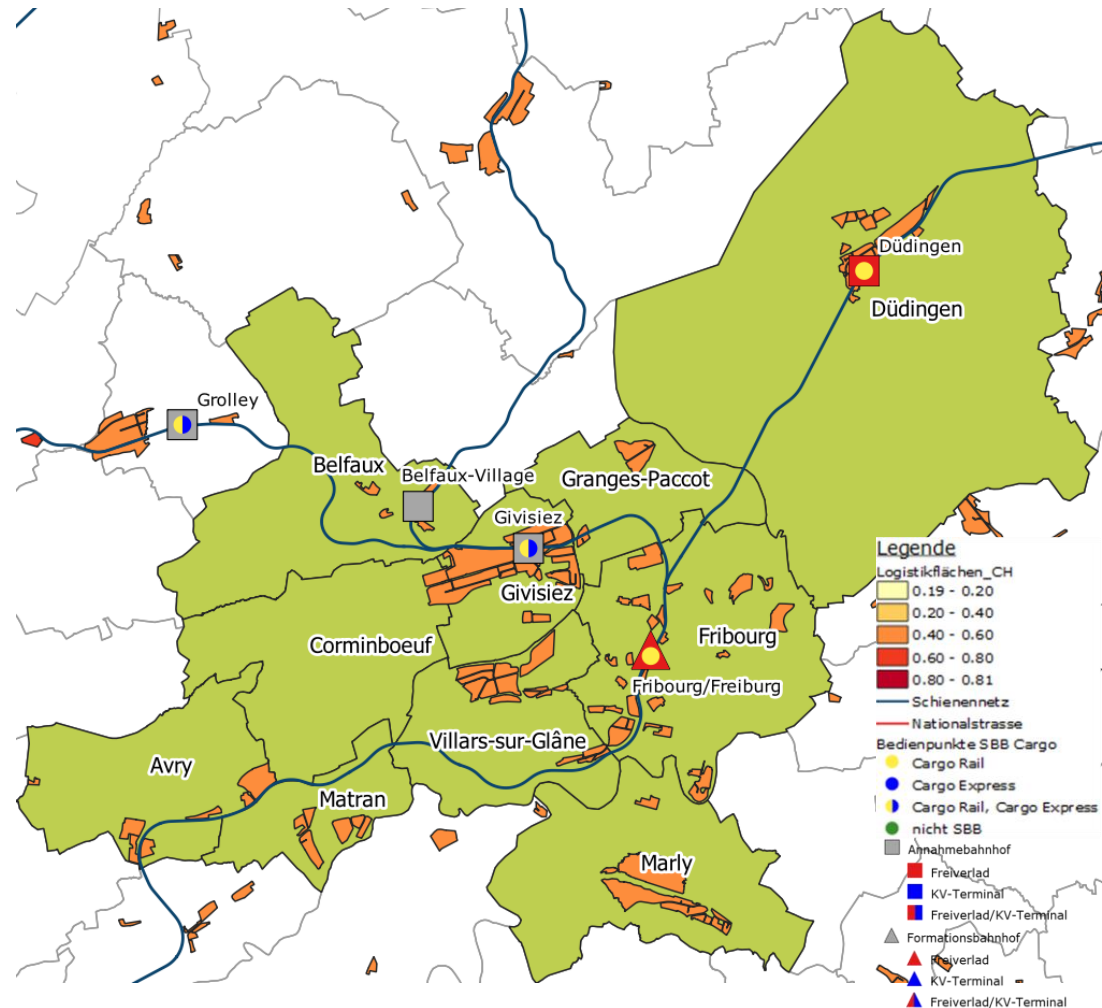 Düdingen
Düdingen
Grolley
Belfaux
Belfaux-Village
Granges-Paccot
Givisiez
Givisiez
Corminboeuf
Fribourg
Fribourg/Freiburg
Villars-sur-Glâne
Avry
Matran
Marly
Legende
Logistikflächen_CH
0.19 - 0.20
0.20 - 0.40
0.40 - 0.60
0.60 - 0.80
0.80 - 0.81
Schienennetz
Nationalstrasse
Bedienpunkte SBB Cargo
Cargo Rail
Cargo Express
Cargo Rail, Cargo Express
nicht SBB
Annahmebahnhof
Freiverlad
KV-Terminal
Freiverlad/KV-Terminal
Formationsbahnhof
Freiverlad
KV-Terminal
Freiverlad/KV-Terminal